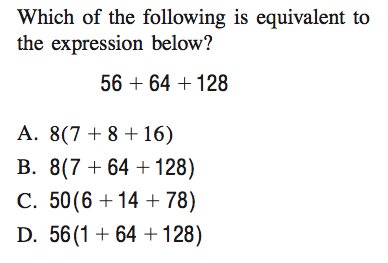 Which of the following is equivalent to
the expression below?
56 + 64 + 128
A. 8(7 + 8 + 16)
B. 8(7 + 64 + 128)
C. 50(6 + 14 + 78)
D. 56(1 + 64 + 128)